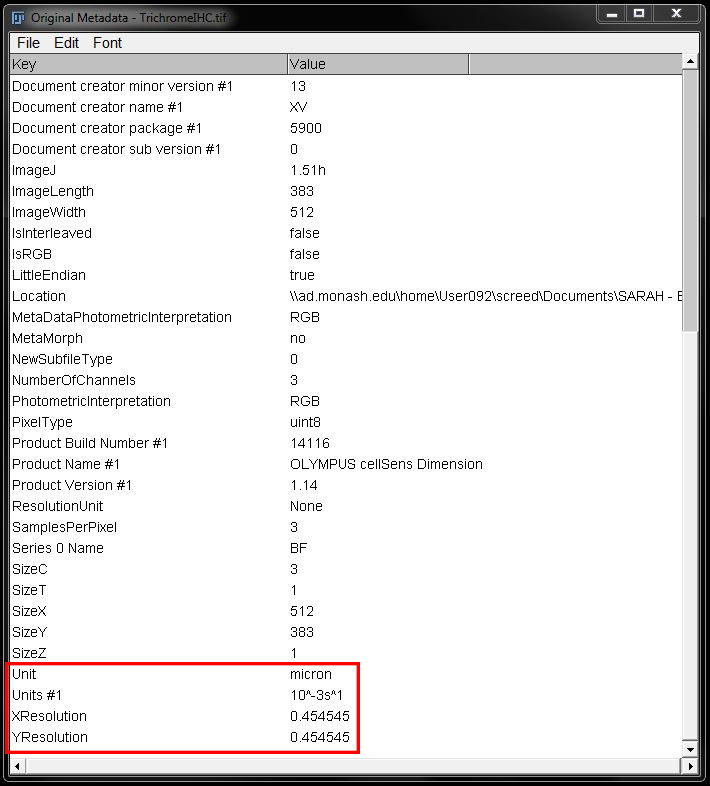 Original Metadata - TrichromeIHC.tif
File Edit Font
Key Value
Document creator minor version #1 13
Document creator name #1 XV
Document creator package #1 5900
Document creator sub version #1 0
ImageJ 1.51h
ImageLength 383
ImageWidth 512
IsInterleaved false
IsRGB false
LittleEndian true
Location \\ad.monash.edu\home\User092\screed\Documents\SARAH - E
MetaDataPhotometricInterpretation RGB
MetaMorph no
NewSubfileType 0
NumberOfChannels 3
PhotometricInterpretation RGB
PixelType uint8
Product Build Number #1 14116
Product Name #1 OLYMPUS cellSens Dimension
Product Version #1 1.14
ResolutionUnit None
SamplesPerPixel 3
Series 0 Name BF
SizeC 3
SizeT 1
SizeX 512
SizeY 383
SizeZ 1
Unit micron
Units #1 10^-3s^1
XResolution 0.454545
YResolution 0.454545